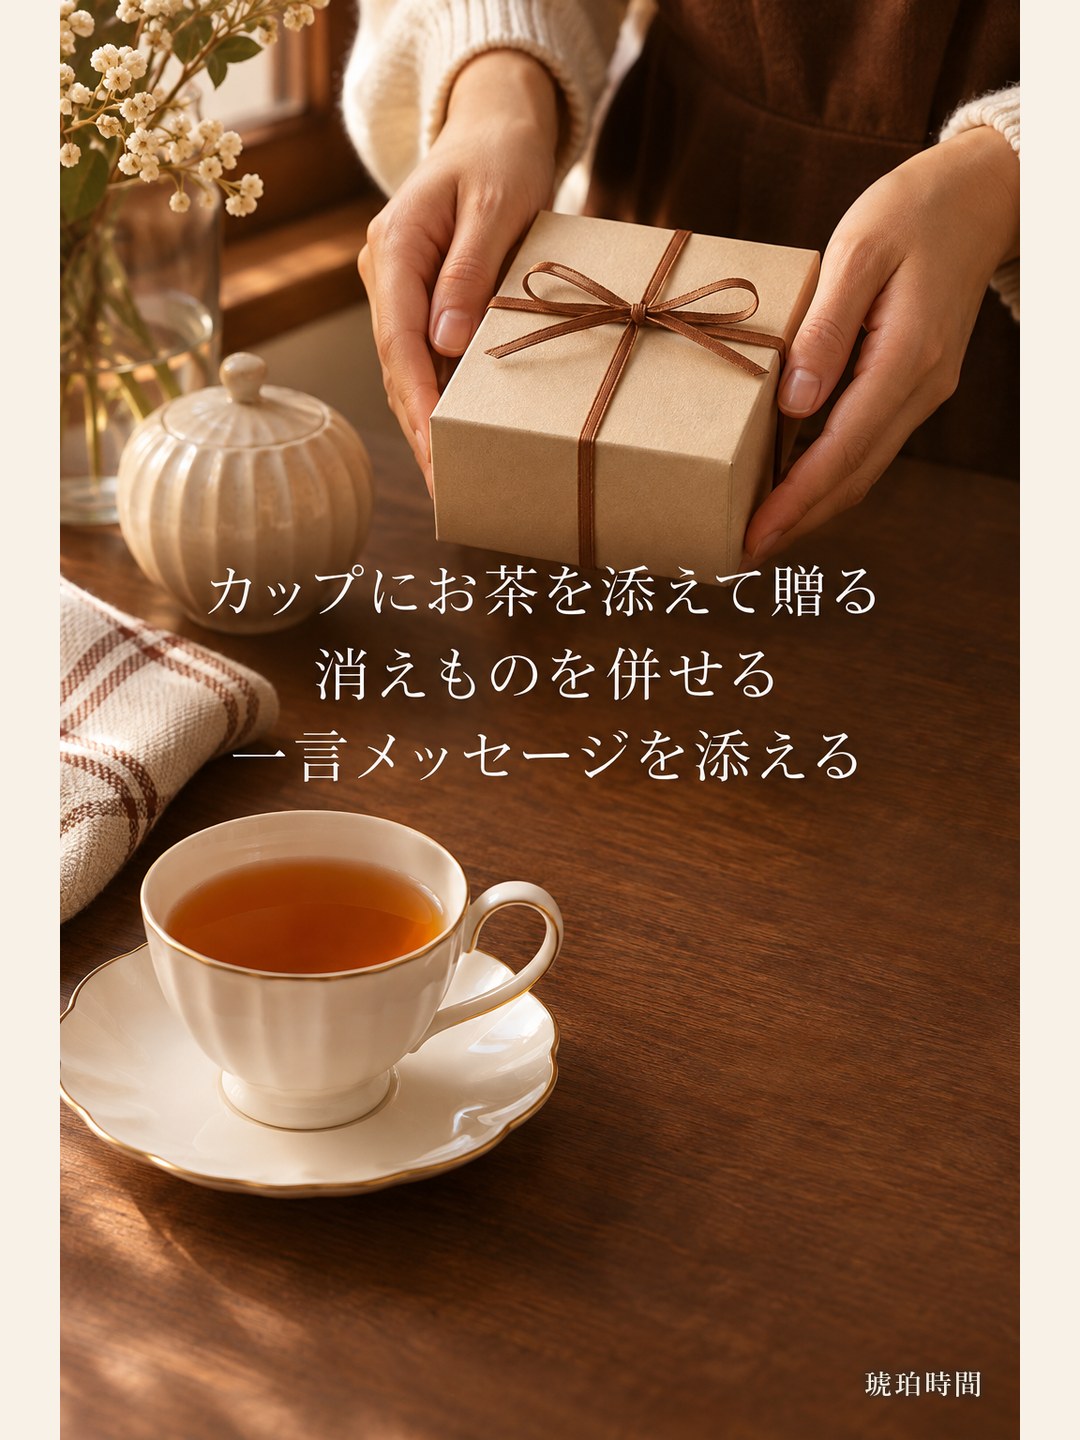 カップにお茶を添えて贈る
消えものを併せる
一言メッセージを添える
琥珀時間